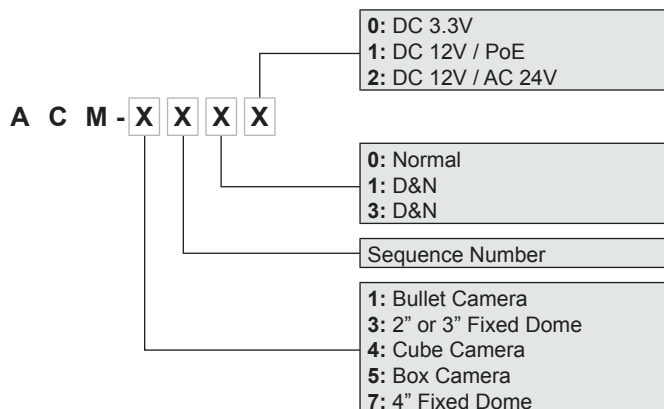 0: DC 3.3V
1: DC 12V / PoE
2: DC 12V / AC 24V
A C M - X X X X
0: Normal
1: D&N
3: D&N
Sequence Number
1: Bullet Camera
3: 2” or 3” Fixed Dome
4: Cube Camera
5: Box Camera
7: 4” Fixed Dome